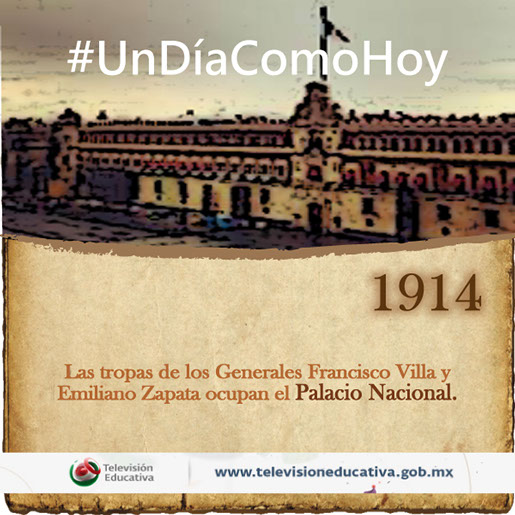 #UnDíaComoHoy
1914
Las tropas de los Generales Francisco Villa y
Emiliano Zapata ocupan el Palacio Nacional.
Televisión
Educativa
www.televisioneducativa.gob.mx